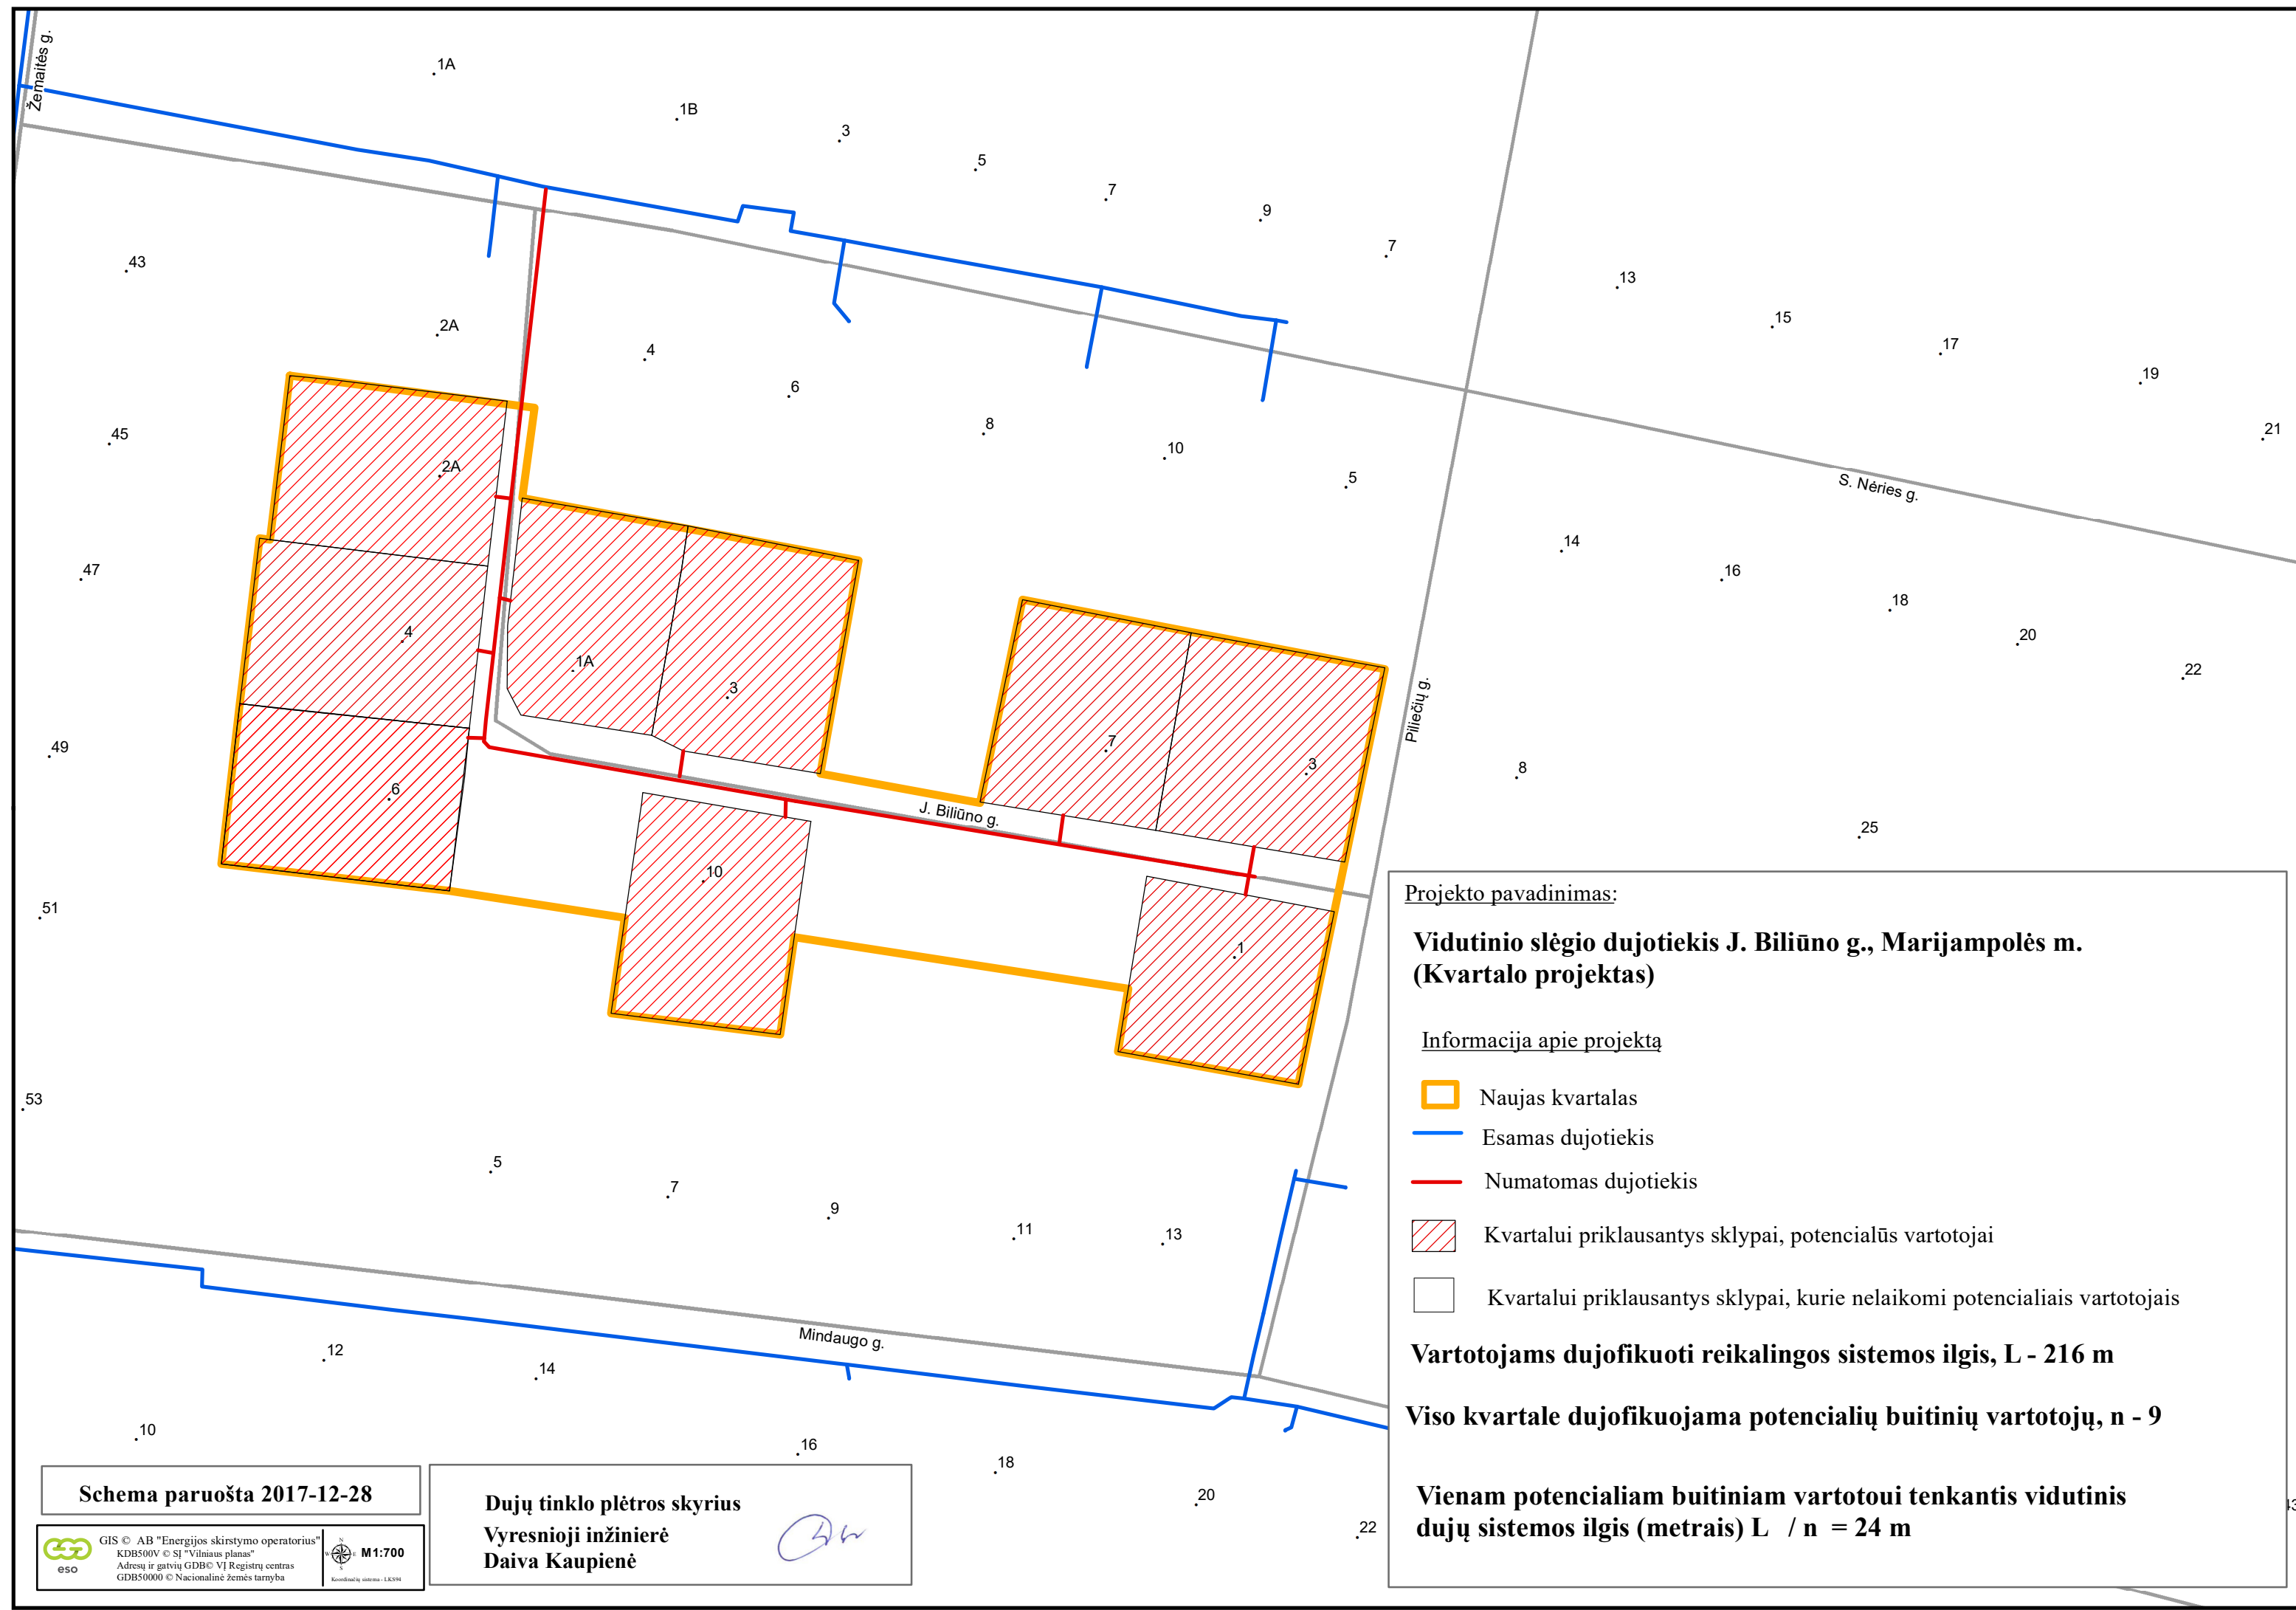 Žemaitės g.
1A
1B
3
5
7
9
7
13
15
17
19
21
43
2A
4
6
8
10
5
S. Nėries g.
45
2A
14
16
18
20
22
47
4
1A
3
7
3
Piliečių g.
49
6
J. Biliūno g.
8
25
10
51
1
53
5
7
9
11
13
Mindaugo g.
12
14
10
16
18
20
22
Projekto pavadinimas:
Vidutinio slėgio dujotiekis J. Biliūno g., Marijampolės m.
(Kvartalo projektas)
Informacija apie projektą
Naujas kvartalas
Esamas dujotiekis
Numatomas dujotiekis
Kvartalui priklausantys sklypai, potencialūs vartotojai
Kvartalui priklausantys sklypai, kurie nelaikomi potencialiais vartotojais
Vartotojams dujofikuoti reikalingos sistemos ilgis, L - 216 m
Viso kvartale dujofikuojama potencialių buitinių vartotojų, n - 9
Vienam potencialiam buitiniam vartotoui tenkantis vidutinis
dujų sistemos ilgis (metrais) L / n = 24 m
Schema paruošta 2017-12-28
Dujų tinklo plėtros skyrius
Vyresnioji inžinierė
Daiva Kaupienė
eso
GIS © AB "Energijos skirstymo operatorius"
KDB500V © SĮ "Vilniaus planas"
Adresų ir gatvių GDB© VĮ Registrų centras
GDB50000 © Nacionalinė žemės tarnyba
N
W
E
S
M1:700
Koordinačių sistema - LKS94